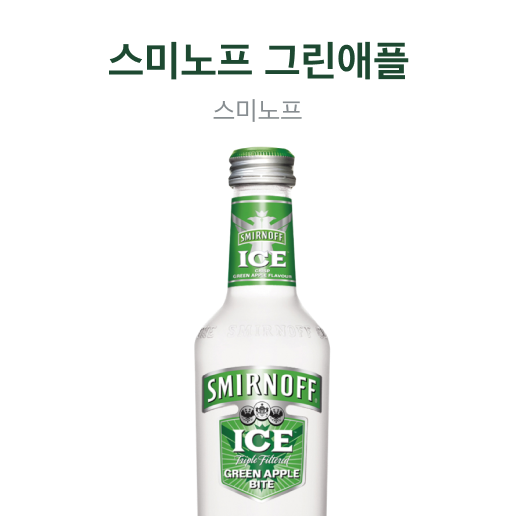 스미노프 그린애플
스미노프
SMIRNOFF
ICE
CRISP
GREEN APPLE FLAVOUR
SMIRNOFF
ICE
Triple Filtered
GREEN APPLE
BITE